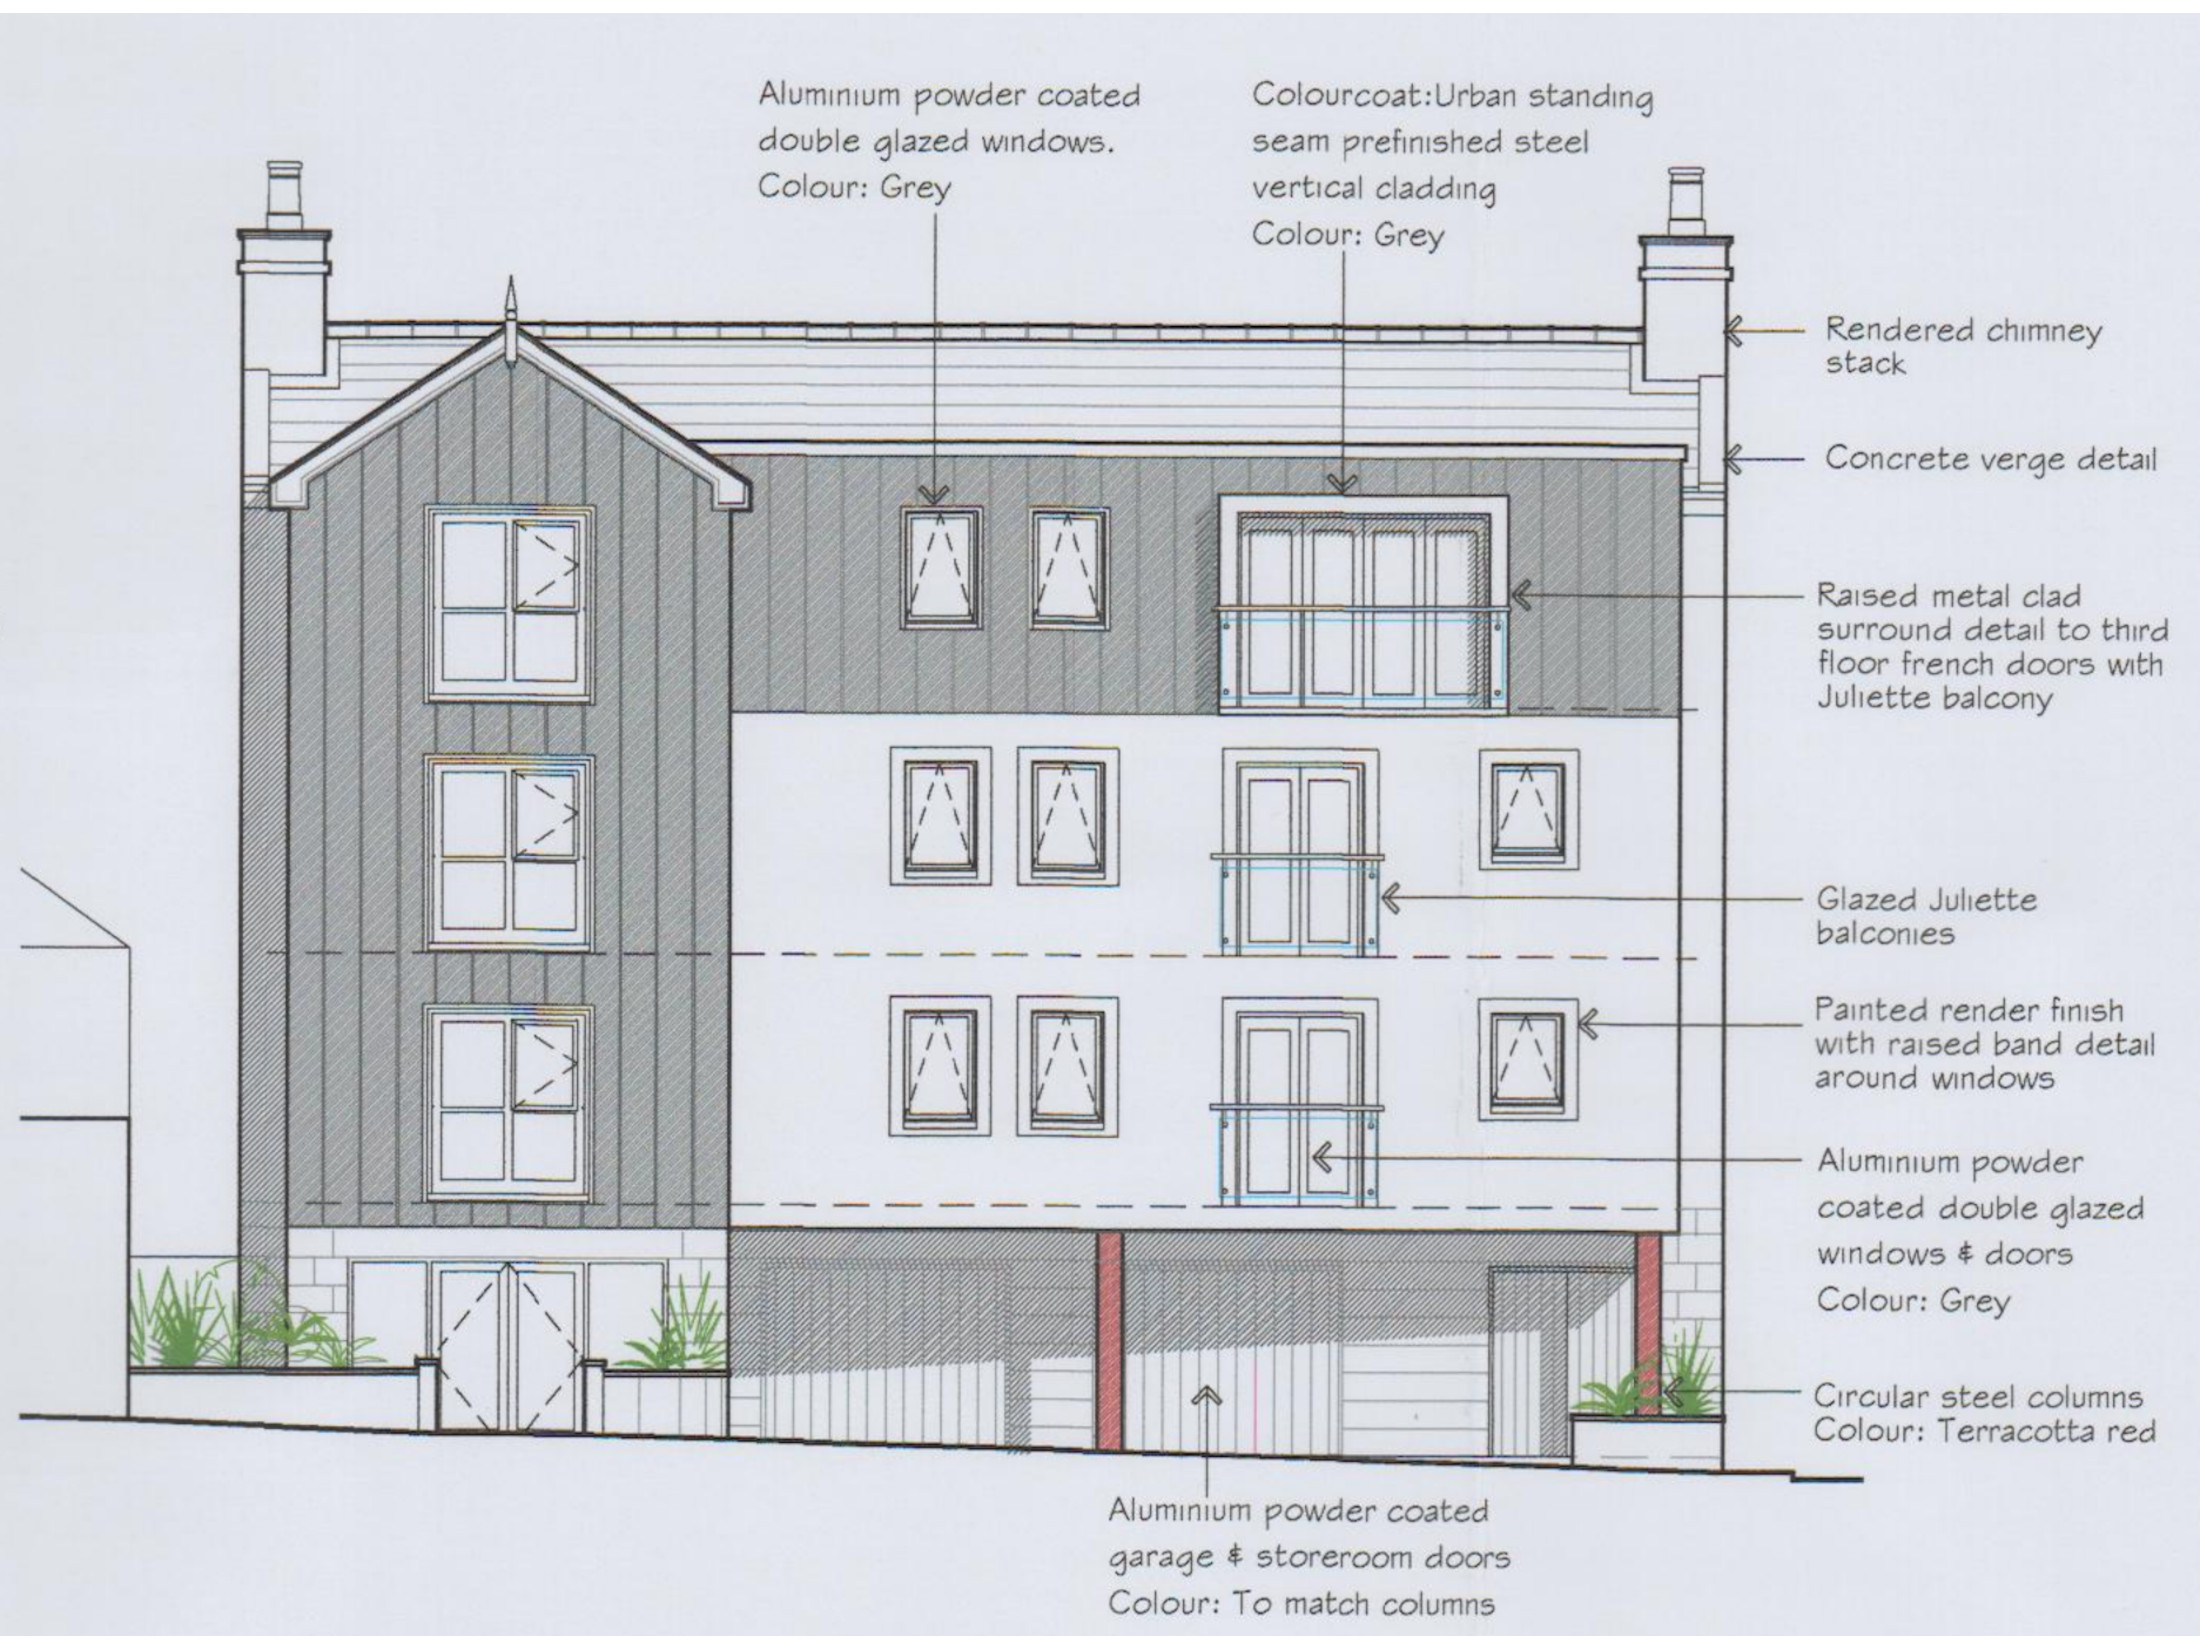 Aluminium powder coated
double glazed windows.
Colour: Grey
Colourcoat:Urban standing
seam prefinished steel
vertical cladding
Colour: Grey
Rendered chimney
stack
Concrete verge detail
Raised metal clad
surround detail to third
floor french doors with
Juliette balcony
Glazed Juliette
balconies
Painted render finish
with raised band detail
around windows
Aluminium powder
coated double glazed
windows & doors
Colour: Grey
Circular steel columns
Colour: Terracotta red
Aluminium powder coated
garage & storeroom doors
Colour: To match columns